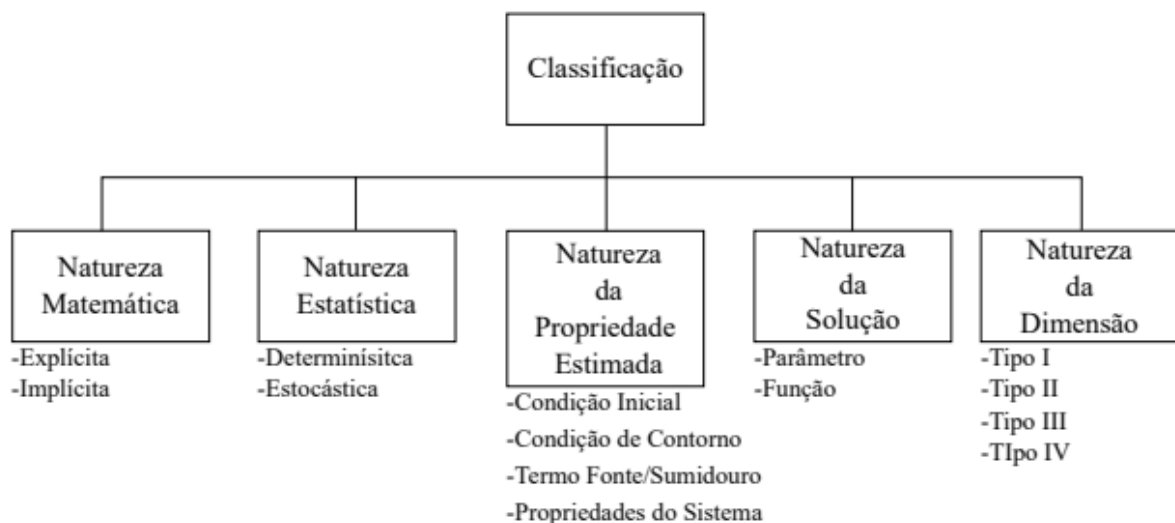 Classificação
Natureza
Matemática
-Explícita
-Implícita
Natureza
Estatística
-Determinísitca
-Estocástica
Natureza
da
Propriedade
Estimada
-Condição Inicial
-Condição de Contorno
-Termo Fonte/Sumidouro
-Propriedades do Sistema
Natureza
da
Solução
-Parâmetro
-Função
Natureza
da
Dimensão
-Tipo I
-Tipo II
-Tipo III
-TIpo IV